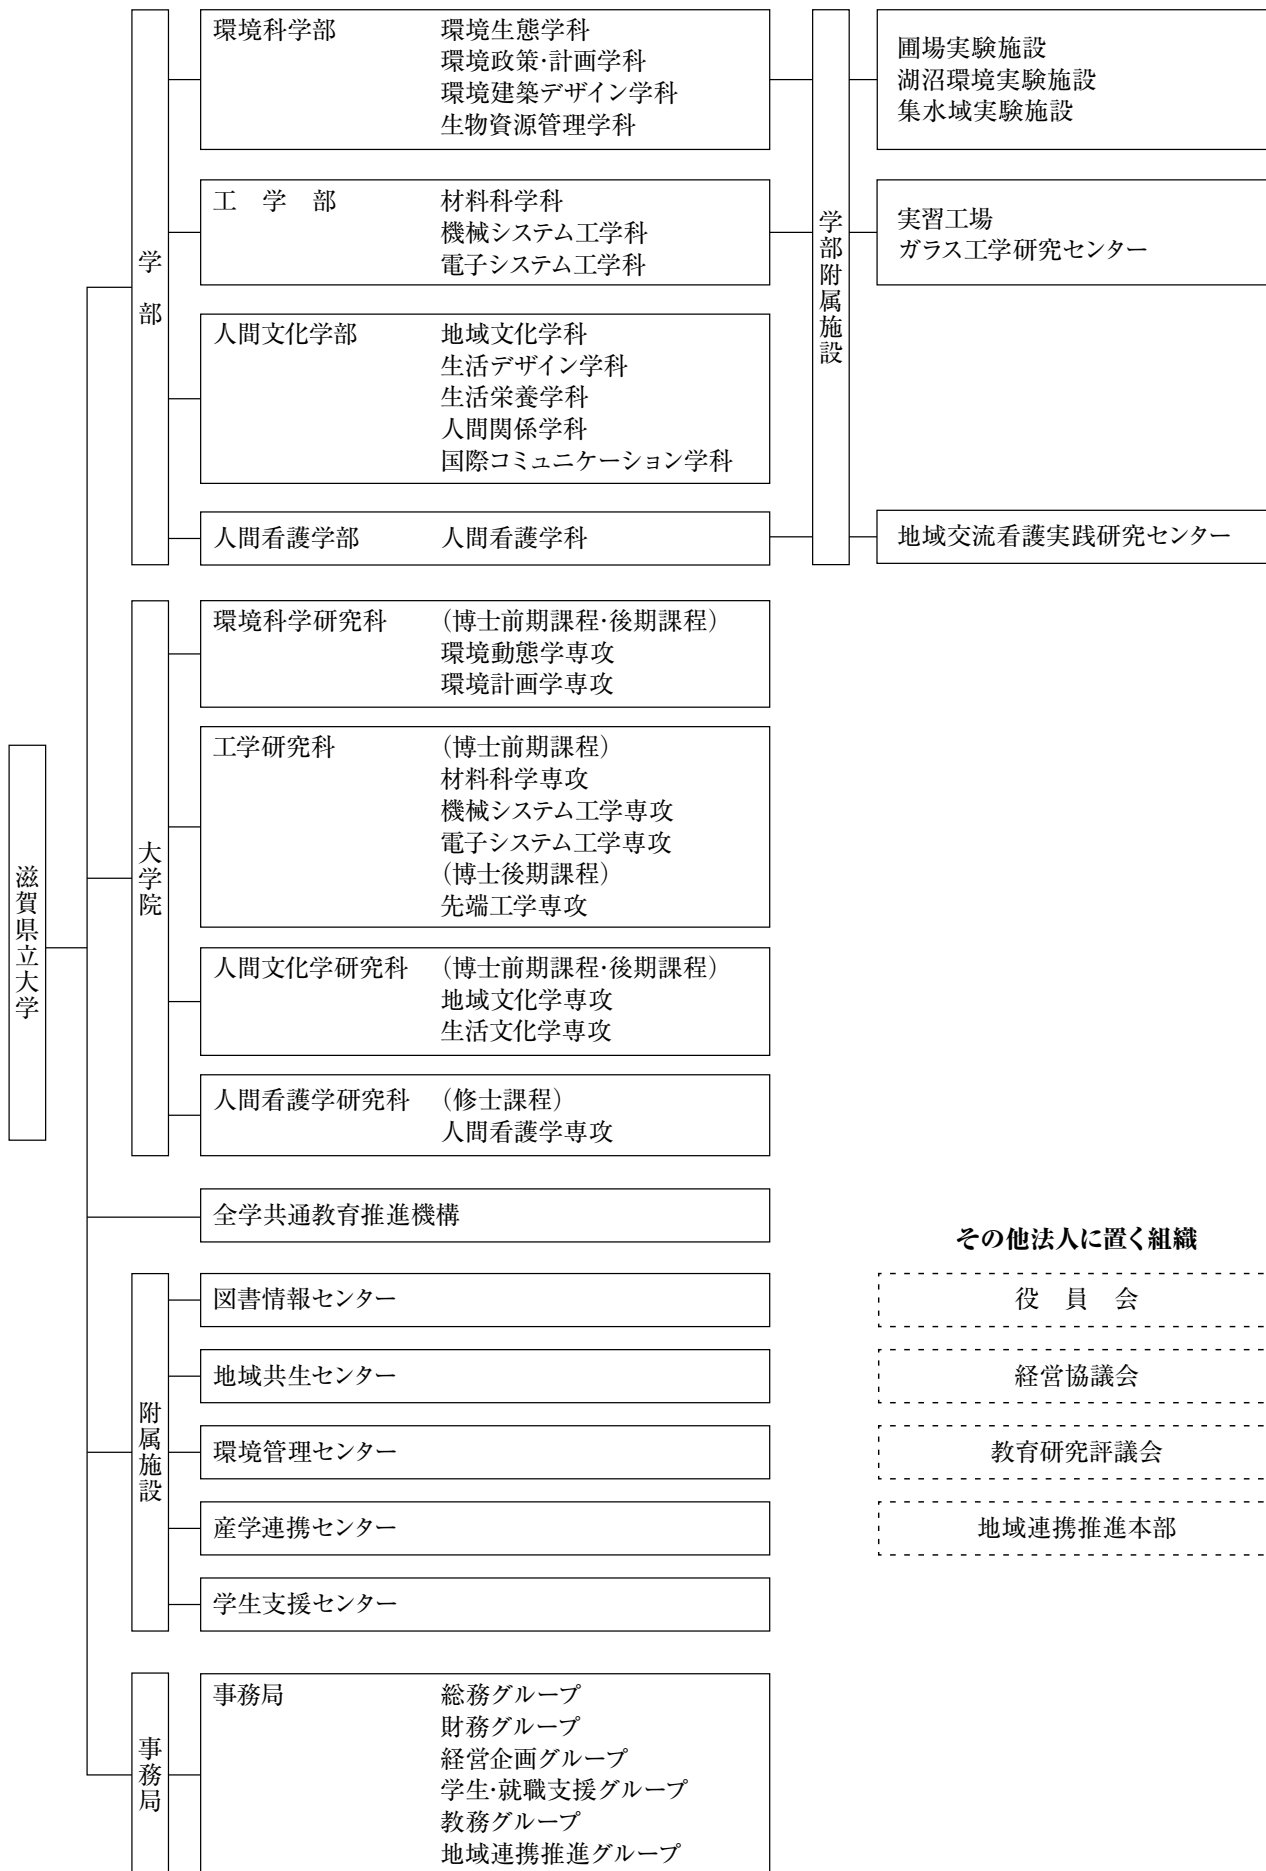 滋賀県立大学
学部
環境科学部 環境生態学科
環境政策・計画学科
環境建築デザイン学科
生物資源管理学科
工 学 部 材料科学科
機械システム工学科
電子システム工学科
人間文化学部 地域文化学科
生活デザイン学科
生活栄養学科
人間関係学科
国際コミュニケーション学科
人間看護学部 人間看護学科
学部附属施設
圃場実験施設
湖沼環境実験施設
集水域実験施設
実習工場
ガラス工学研究センター
地域交流看護実践研究センター
大学院
環境科学研究科 (博士前期課程・後期課程)
環境動態学専攻
環境計画学専攻
工学研究科 (博士前期課程)
材料科学専攻
機械システム工学専攻
電子システム工学専攻
(博士後期課程)
先端工学専攻
人間文化学研究科 (博士前期課程・後期課程)
地域文化学専攻
生活文化学専攻
人間看護学研究科 (修士課程)
人間看護学専攻
全学共通教育推進機構
附属施設
図書情報センター
地域共生センター
環境管理センター
産学連携センター
学生支援センター
事務局
事務局 総務グループ
財務グループ
経営企画グループ
学生・就職支援グループ
教務グループ
地域連携推進グループ
その他法人に置く組織
役 員 会
経営協議会
教育研究評議会
地域連携推進本部